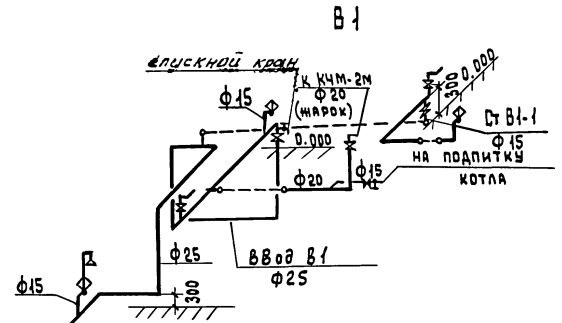 В1
спускной кран
ф15
К КЧМ-2М
ф20
(ЖАРОК)
0.000
300
0.000
Ст В1-1
ф15
ф15
НА ПОДПИТКУ
КОТЛА
ф20
ф25
ВВод В1
ф25
ф15
300